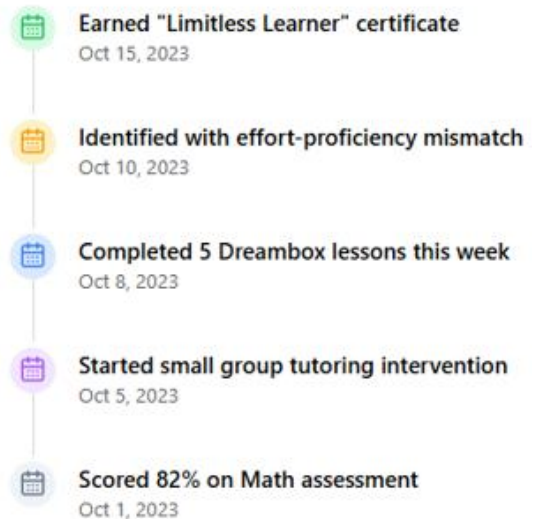 Earned "Limitless Learner" certificate
Oct 15, 2023
Identified with effort-proficiency mismatch
Oct 10, 2023
Completed 5 Dreambox lessons this week
Oct 8, 2023
Started small group tutoring intervention
Oct 5, 2023
Scored 82% on Math assessment
Oct 1, 2023